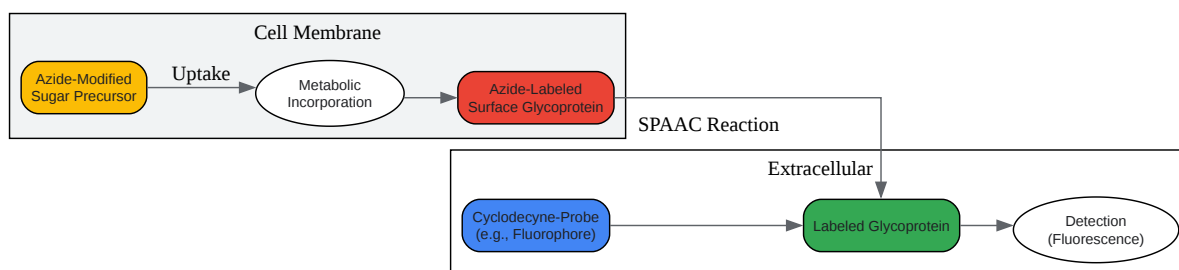 Cell Membrane
Azide-Modified
Sugar Precursor
Uptake
Metabolic
Incorporation
Azide-Labeled
Surface Glycoprotein
SPAAC Reaction
Extracellular
Cyclodecyne-Probe
(e.g., Fluorophore)
Labeled Glycoprotein
Detection
(Fluorescence)